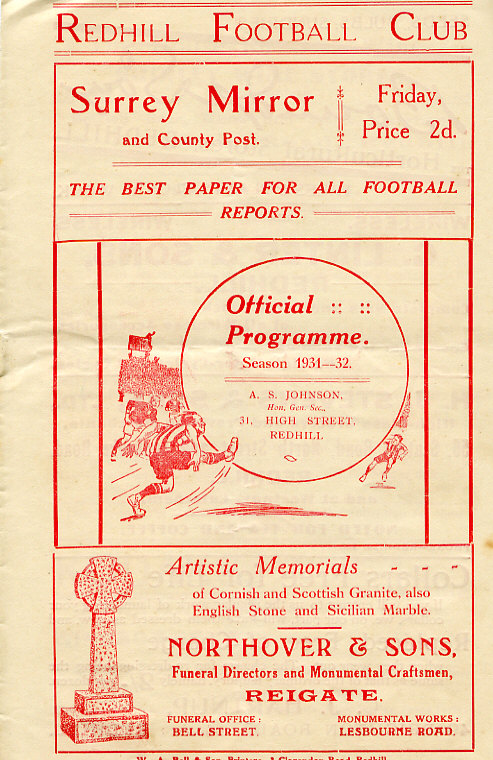 REDHILL FOOTBALL CLUB
Surrey Mirror
and County Post.
Friday,
Price 2d.
THE BEST PAPER FOR ALL FOOTBALL
REPORTS.
Official :: ::
Programme.
Season 1931—32.
A. S. JOHNSON,
Hon, Gen. Sec.,
31, HIGH STREET,
REDHILL
Artistic Memorials - - -
of Cornish and Scottish Granite, also
English Stone and Sicilian Marble.
NORTHOVER & SONS,
Funeral Directors and Monumental Craftsmen,
REIGATE.
FUNERAL OFFICE :
BELL STREET.
MONUMENTAL WORKS :
LESBOURNE ROAD.
W. A. Bell & Son, Printers, Clarendon Road Redhill